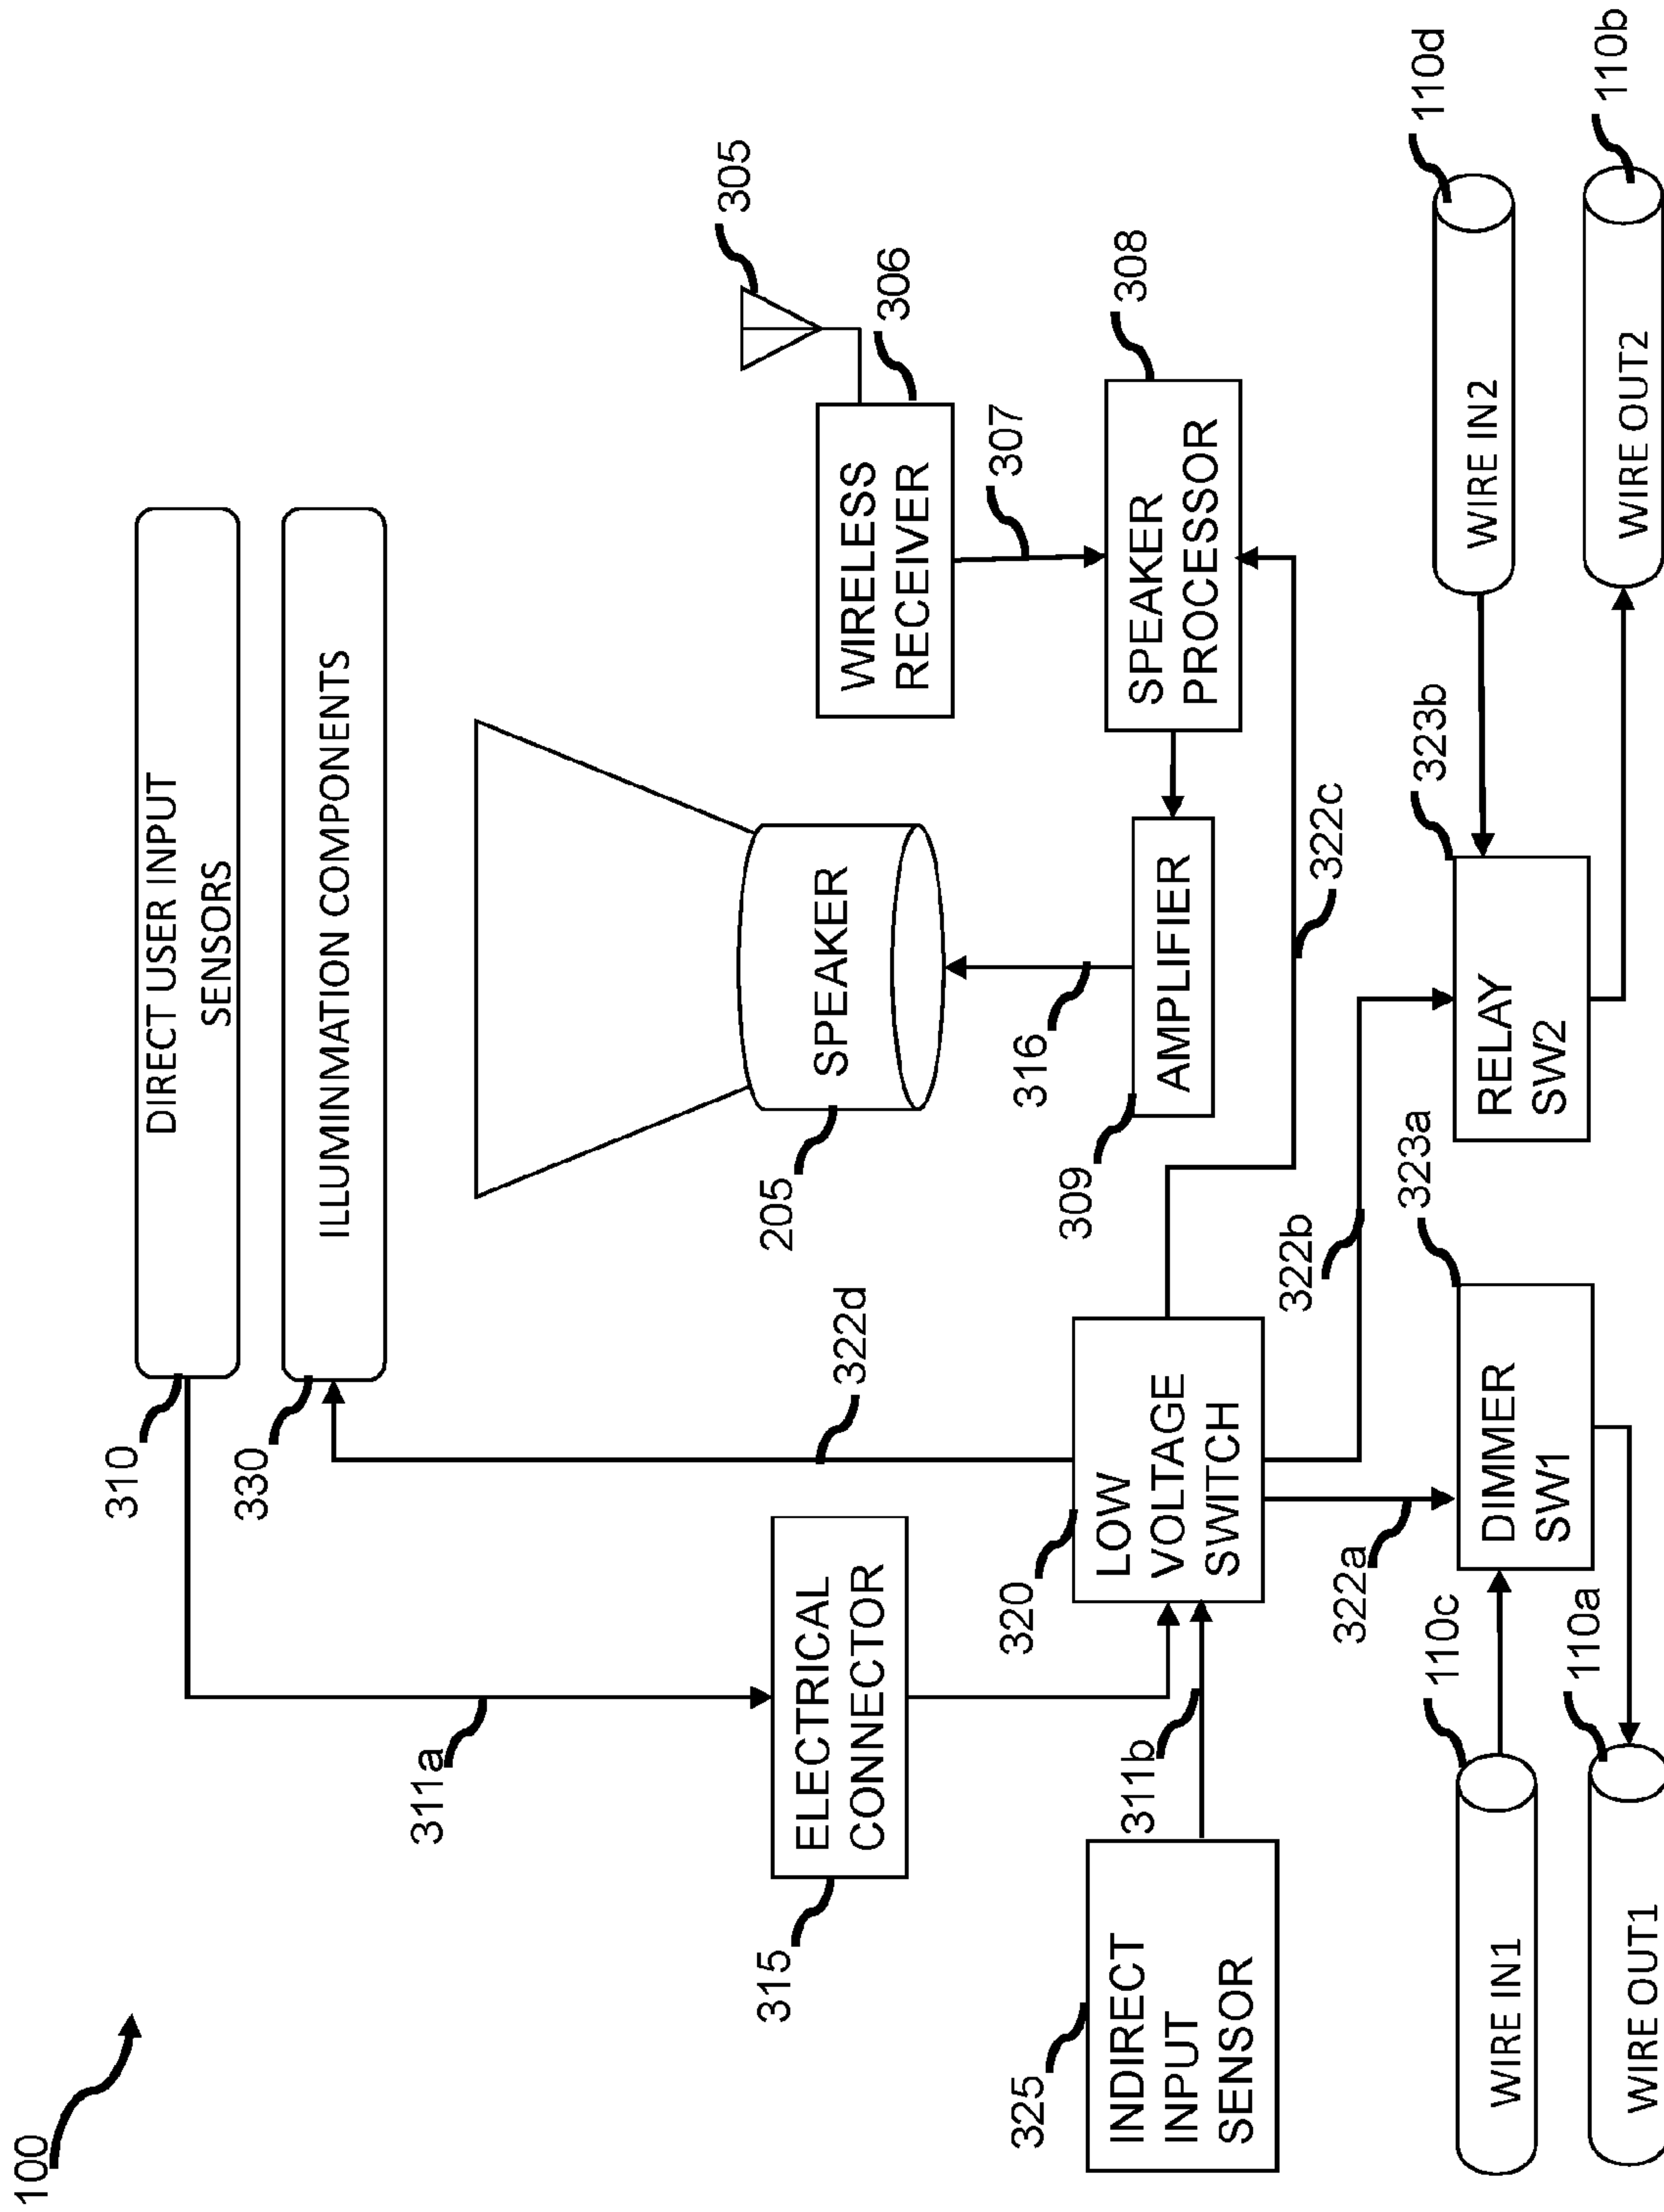 100
310
DIRECT USER INPUT
SENSORS
330
ILLUMINMATION COMPONENTS
322d
311a
205
SPEAKER
305
WIRELESS
RECEIVER
306
315
ELECTRICAL
CONNECTOR
307
316
309
AMPLIFIER
SPEAKER
PROCESSOR
308
320
LOW
VOLTAGE
SWITCH
322c
325
INDIRECT
INPUT
SENSOR
311b
322b
322a
323a
323b
110c
WIRE IN1
DIMMER
SW1
RELAY
SW2
WIRE IN2
110d
110a
WIRE OUT1
WIRE OUT2
110b